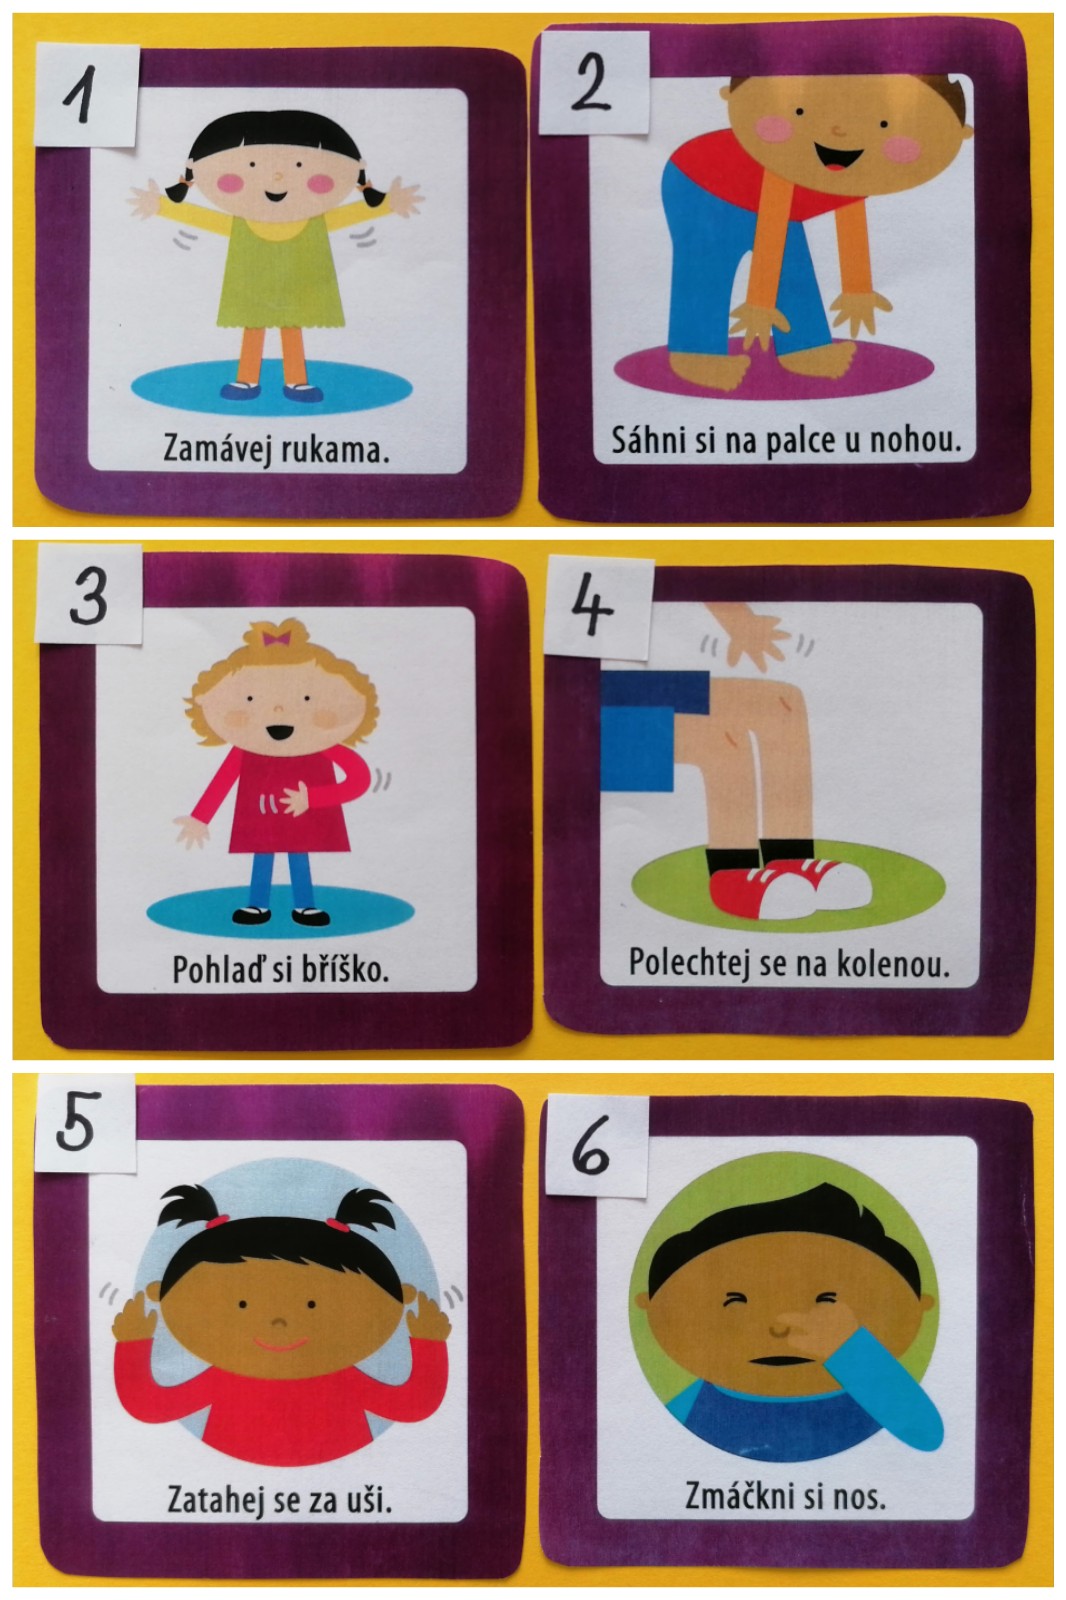 1
Zamávej rukama.
2
Sáhni si na palce u nohou.
3
Pohlaď si bříško.
4
Polechtej se na kolenou.
5
Zatahej se za uši.
6
Zmáčkni si nos.